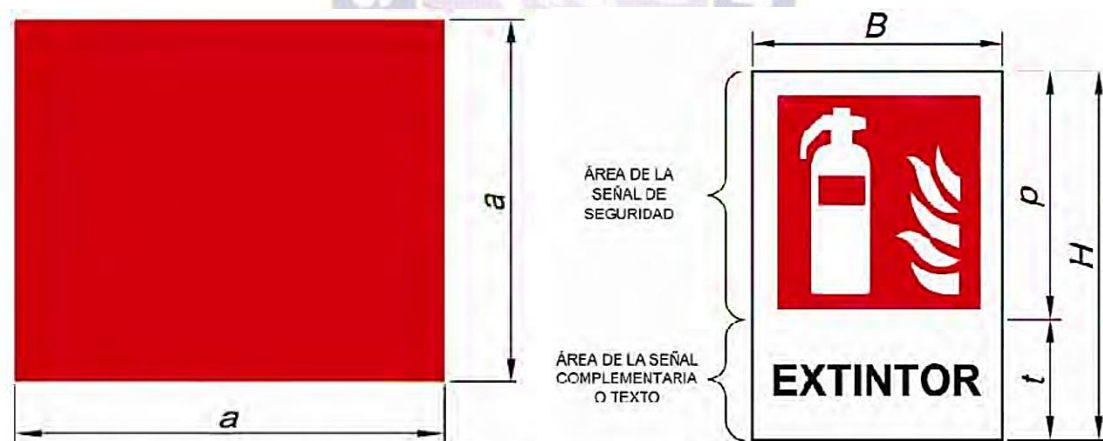 a
a
B
ÁREA DE LA
SEÑAL DE
SEGURIDAD
p
H
ÁREA DE LA SEÑAL
COMPLEMENTARIA
O TEXTO
EXTINTOR
t